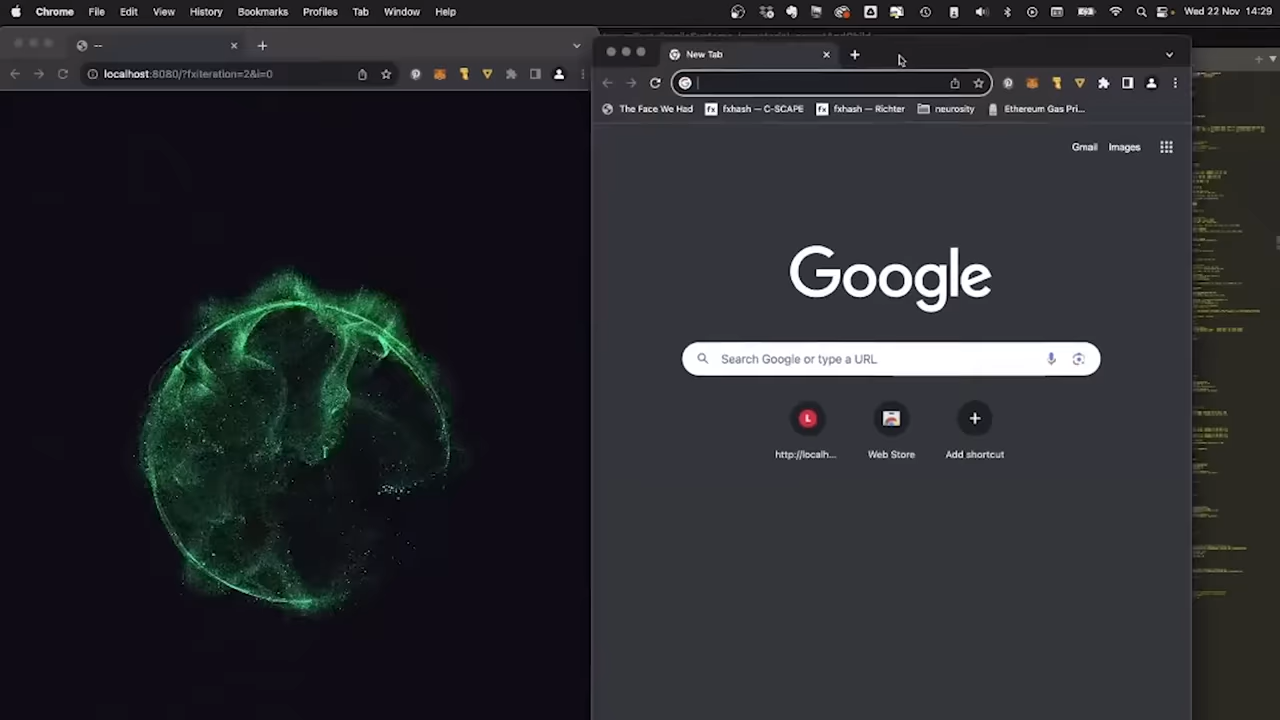 Chrome File Edit View History Bookmarks Profiles Tab Window Help Wed 22 Nov 14:29
--
localhost:8080/?fxiteration=2&i=0
New Tab
The Face We Had fxhash — C-SCAPE fxhash — Richter neurosity Ethereum Gas Pri...
Gmail Images
Google
Search Google or type a URL
L
http://localh... Web Store Add shortcut